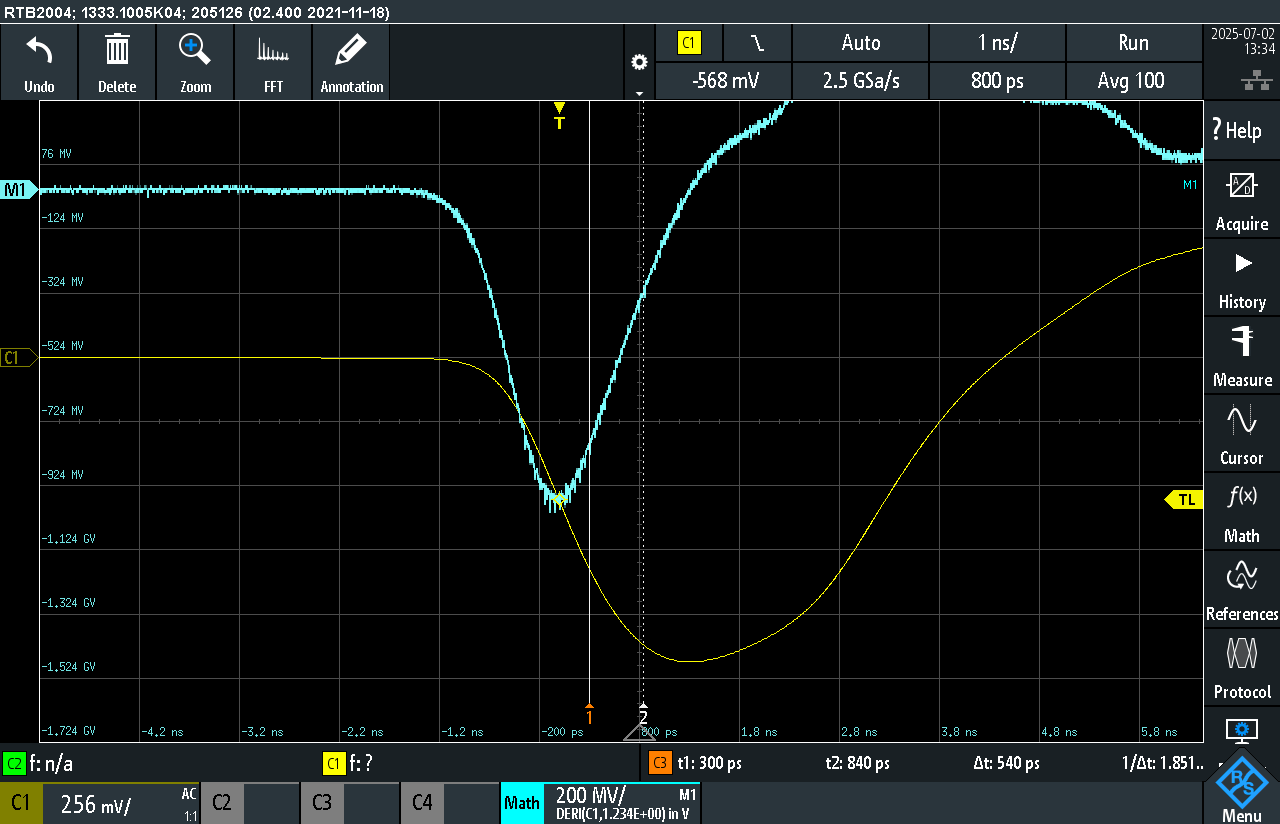 RTB2004; 1333.1005K04; 205126 (02.400 2021-11-18)
Undo
Delete
Zoom
FFT
Annotation
C1
Auto
1 ns/
Run
-568 mV
2.5 GSa/s
800 ps
Avg 100
2025-07-02
13:34
T
76 MV
M1
-124 MV
-324 MV
-524 MV
C1
-724 MV
-924 MV
-1,124 GV
-1,324 GV
-1,524 GV
-1.724 GV
M1
TL
1
2
-4.2 ns
-3.2 ns
-2.2 ns
-1.2 ns
-200 ps
800 ps
1.8 ns
2.8 ns
3.8 ns
4.8 ns
5.8 ns
? Help
A/D
Acquire
History
Measure
Cursor
f(x)
Math
References
Protocol
R&S
Menu
C2 f: n/a
C1 f: ?
C3 t1: 300 ps t2: 840 ps Δt: 540 ps 1/Δt: 1.851..
C1 256 mV/ AC 1:1
C2
C3
C4
Math 200 MV/ M1
DERI(C1,1.234E+00) in V